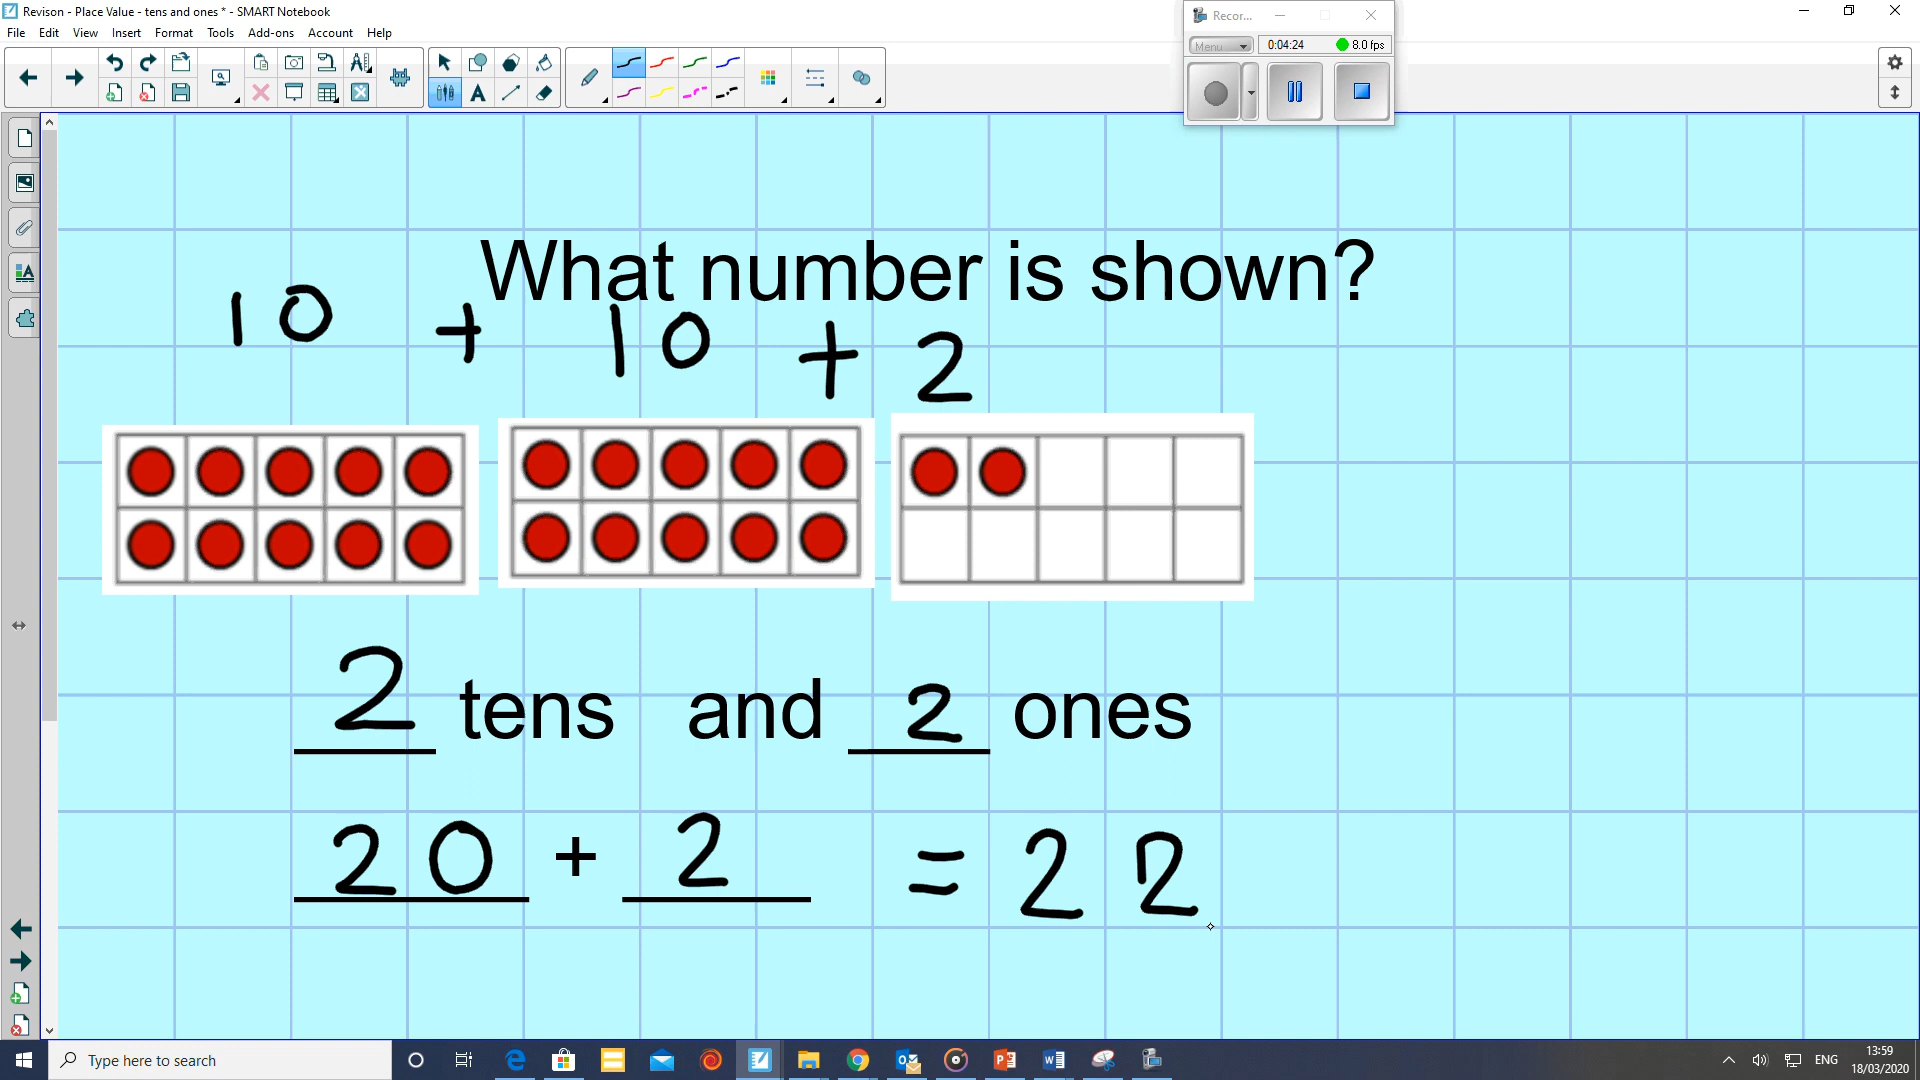 Revison - Place Value - tens and ones * - SMART Notebook
File Edit View Insert Format Tools Add-ons Account Help
Recor...
Menu 0:04:24 8.0 fps
What number is shown?
10 + 10 + 2
2 tens and 2 ones
20 + 2 = 22
Type here to search
ENG
13:59
18/03/2020